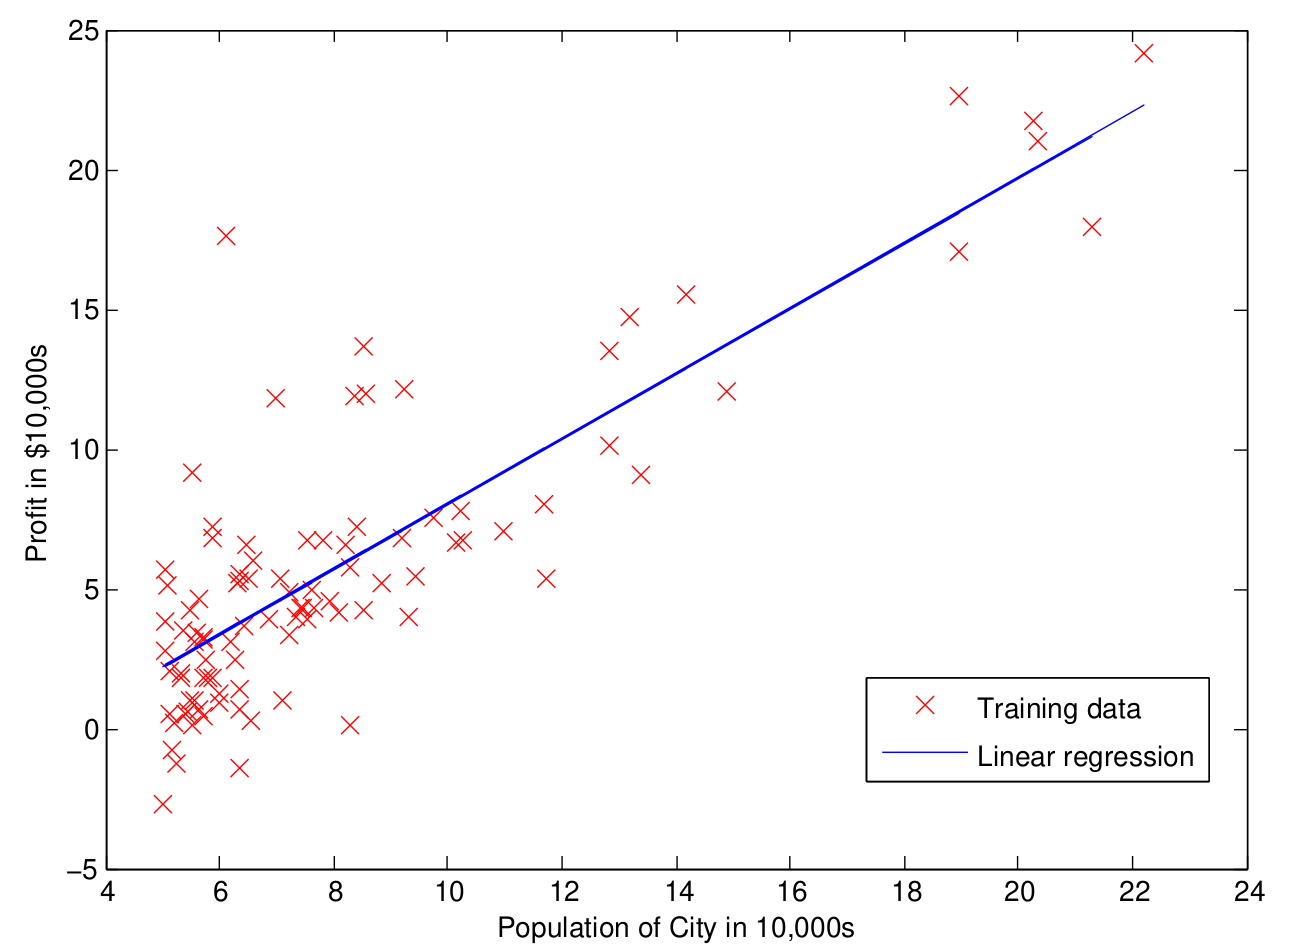 25
20
15
10
5
0
−5
4 6 8 10 12 14 16 18 20 22 24
Profit in $10,000s
Population of City in 10,000s
Training data
Linear regression